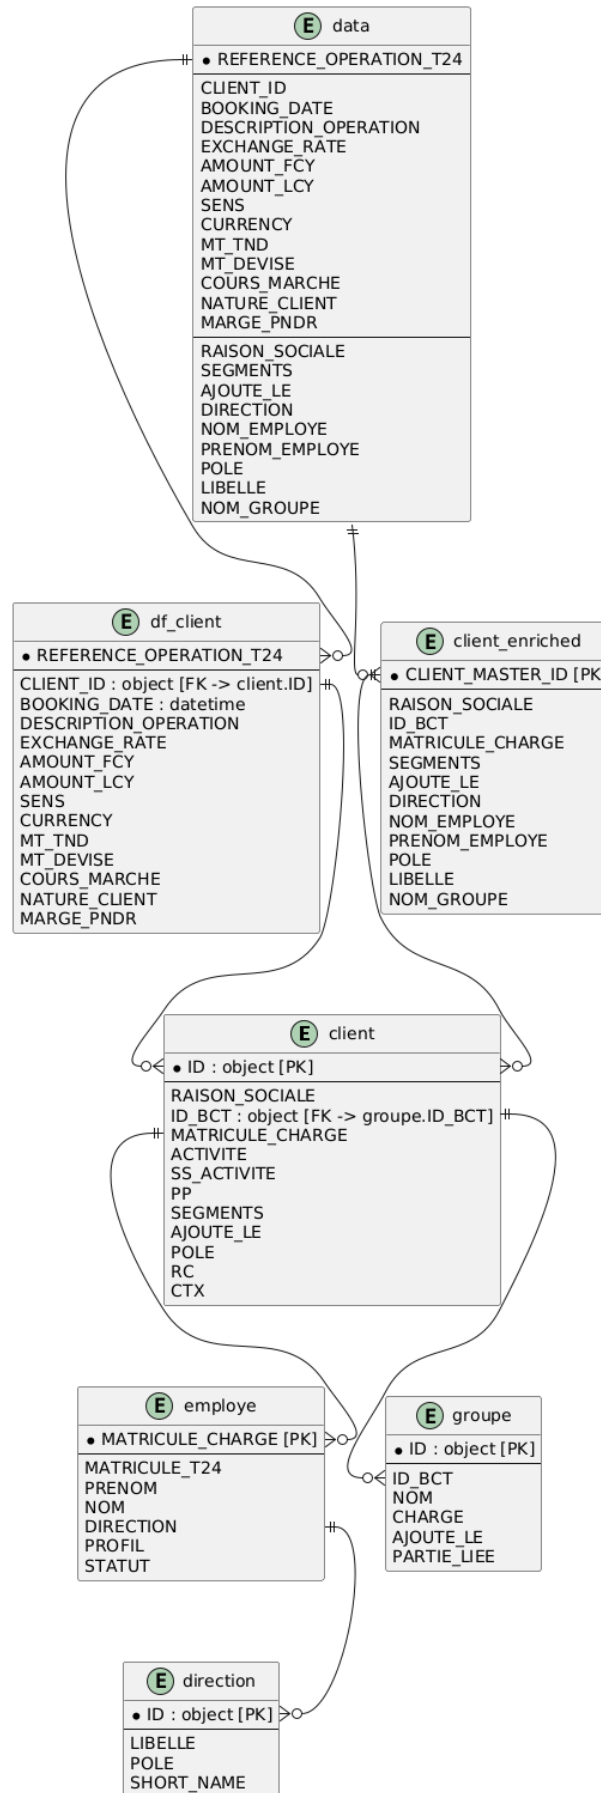 E data
REFERENCE_OPERATION_T24
CLIENT_ID
BOOKING_DATE
DESCRIPTION_OPERATION
EXCHANGE_RATE
AMOUNT_FCY
AMOUNT_LCY
SENS
CURRENCY
MT_TND
MT_DEVISE
COURS_MARCHE
NATURE_CLIENT
MARGE_PNDR
RAISON_SOCIALE
SEGMENTS
AJOUTE_LE
DIRECTION
NOM_EMPLOYE
PRENOM_EMPLOYE
POLE
LIBELLE
NOM_GROUPE
E df_client
REFERENCE_OPERATION_T24
CLIENT_ID : object [FK -> client.ID]
BOOKING_DATE : datetime
DESCRIPTION_OPERATION
EXCHANGE_RATE
AMOUNT_FCY
AMOUNT_LCY
SENS
CURRENCY
MT_TND
MT_DEVISE
COURS_MARCHE
NATURE_CLIENT
MARGE_PNDR
E client_enriched
CLIENT_MASTER_ID [PK
RAISON_SOCIALE
ID_BCT
MATRICULE_CHARGE
SEGMENTS
AJOUTE_LE
DIRECTION
NOM_EMPLOYE
PRENOM_EMPLOYE
POLE
LIBELLE
NOM_GROUPE
E client
ID : object [PK]
RAISON_SOCIALE
ID_BCT : object [FK -> groupe.ID_BCT]
MATRICULE_CHARGE
ACTIVITE
SS_ACTIVITE
PP
SEGMENTS
AJOUTE_LE
POLE
RC
CTX
E employe
MATRICULE_CHARGE [PK]
MATRICULE_T24
PRENOM
NOM
DIRECTION
PROFIL
STATUT
E groupe
ID : object [PK]
ID_BCT
NOM
CHARGE
AJOUTE_LE
PARTIE_LIEE
E direction
ID : object [PK]
LIBELLE
POLE
SHORT_NAME